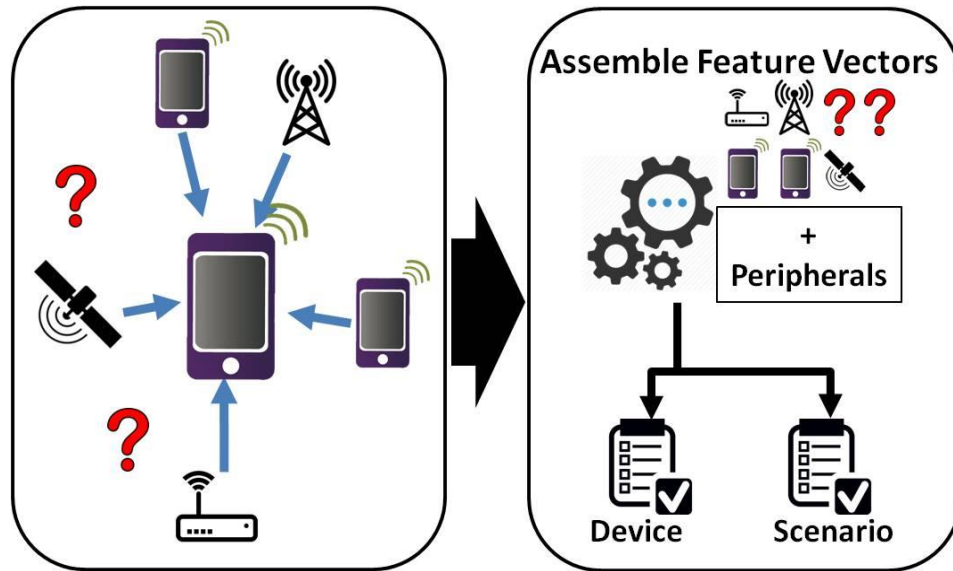 Assemble Feature Vectors
? ?
?
?
+
Peripherals
Device
Scenario